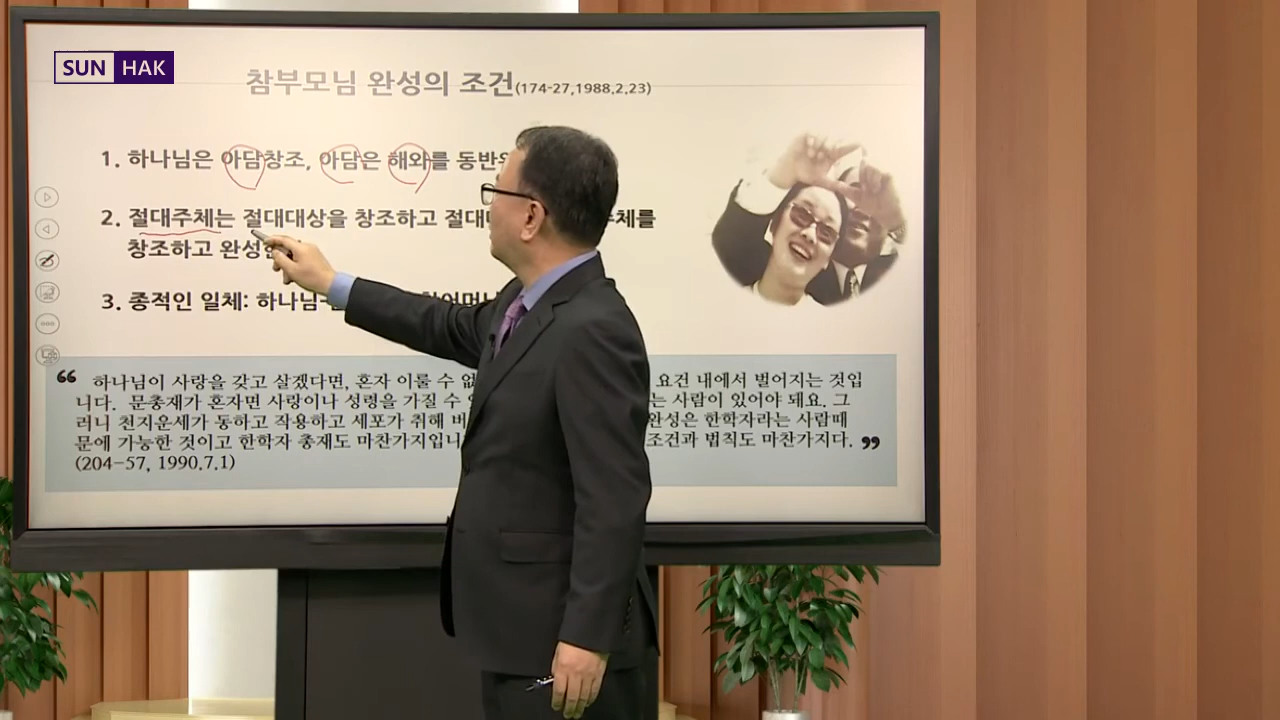 SUN HAK
참부모님 완성의 조건(174-27,1988.2.23)
1. 하나님은 아담창조, 아담은 해와를 동반
2. 절대주체는 절대대상을 창조하고 절대 주체를
창조하고 완성
3. 종적인 일체: 하나님
“ 하나님이 사랑을 갖고 살겠다면, 혼자 이룰 수 요건 내에서 벌어지는 것입
니다. 문총재가 혼자면 사랑이나 성령을 가질 수 사람이 있어야 돼요. 그
러니 천지운세가 동하고 작용하고 세포가 취해 완성은 한학자라는 사람때
문에 가능한 것이고 한학자 총재도 마찬가지입니 조건과 법칙도 마찬가지다. ”
(204-57, 1990.7.1)